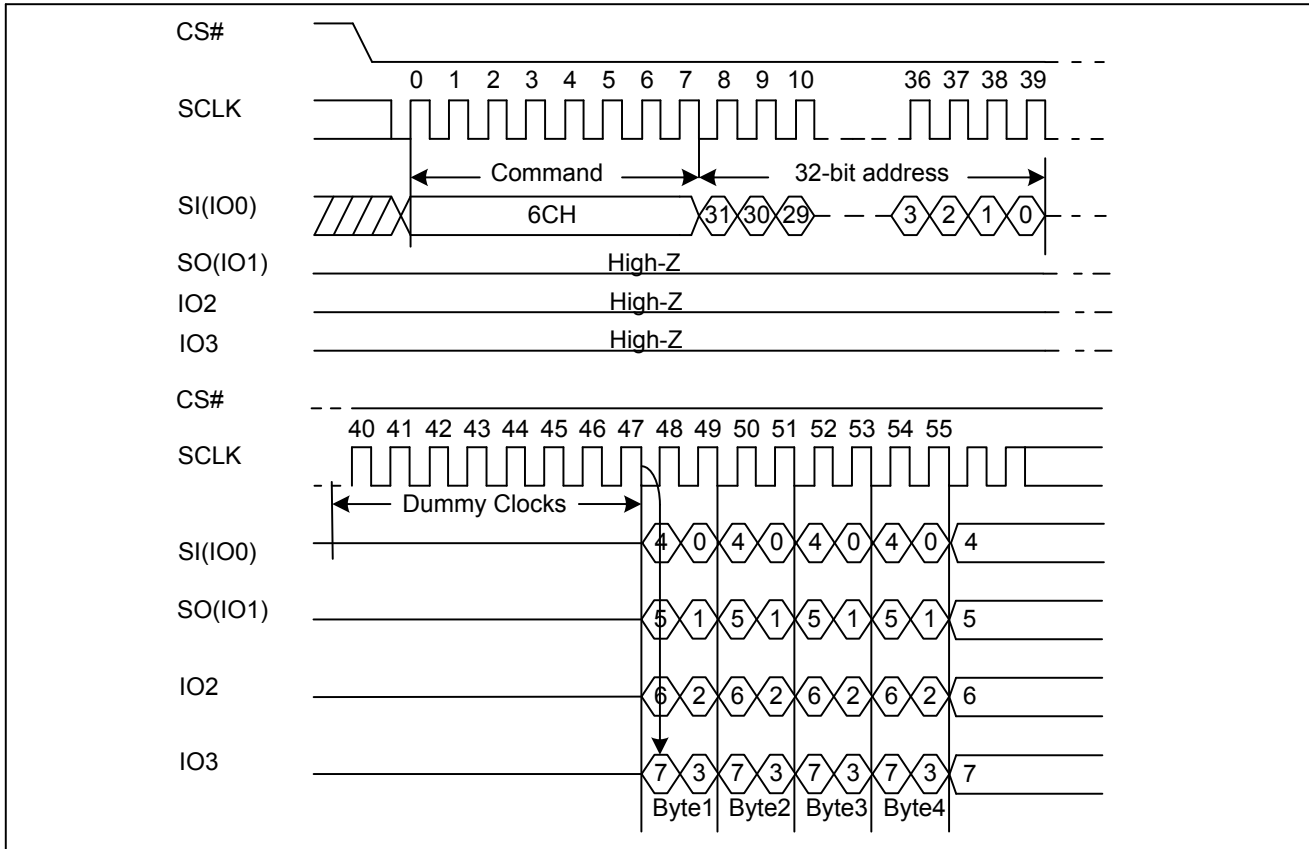 CS#
0 1 2 3 4 5 6 7 8 9 10 36 37 38 39
SCLK
Command 32-bit address
SI(IO0) 6CH 31 30 29 3 2 1 0
SO(IO1) High-Z
IO2 High-Z
IO3 High-Z
CS#
40 41 42 43 44 45 46 47 48 49 50 51 52 53 54 55
SCLK
Dummy Clocks
SI(IO0) 4 0 4 0 4 0 4 0 4
SO(IO1) 5 1 5 1 5 1 5 1 5
IO2 6 2 6 2 6 2 6 2 6
IO3 7 3 7 3 7 3 7 3 7
Byte1 Byte2 Byte3 Byte4